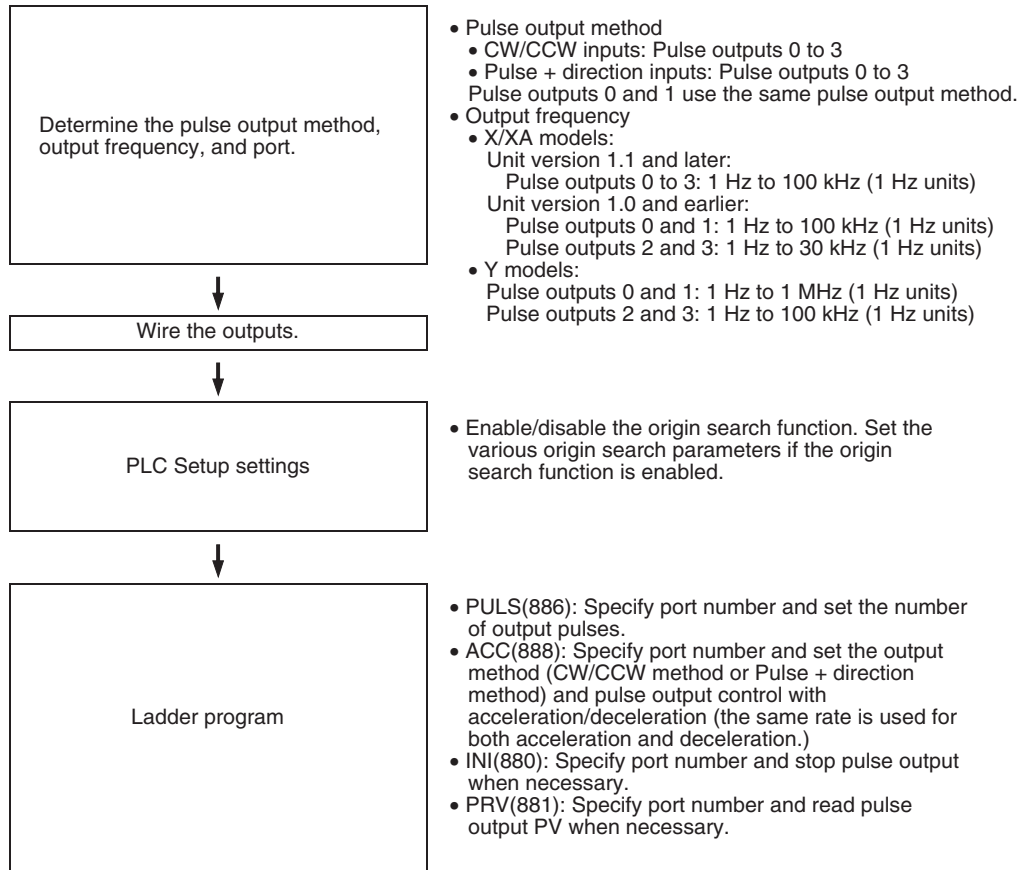 Determine the pulse output method,
output frequency, and port.
• Pulse output method
• CW/CCW inputs: Pulse outputs 0 to 3
• Pulse + direction inputs: Pulse outputs 0 to 3
Pulse outputs 0 and 1 use the same pulse output method.
• Output frequency
• X/XA models:
Unit version 1.1 and later:
Pulse outputs 0 to 3: 1 Hz to 100 kHz (1 Hz units)
Unit version 1.0 and earlier:
Pulse outputs 0 and 1: 1 Hz to 100 kHz (1 Hz units)
Pulse outputs 2 and 3: 1 Hz to 30 kHz (1 Hz units)
• Y models:
Pulse outputs 0 and 1: 1 Hz to 1 MHz (1 Hz units)
Pulse outputs 2 and 3: 1 Hz to 100 kHz (1 Hz units)
Wire the outputs.
PLC Setup settings
• Enable/disable the origin search function. Set the
various origin search parameters if the origin
search function is enabled.
Ladder program
• PULS(886): Specify port number and set the number
of output pulses.
• ACC(888): Specify port number and set the output
method (CW/CCW method or Pulse + direction
method) and pulse output control with
acceleration/deceleration (the same rate is used for
both acceleration and deceleration.)
• INI(880): Specify port number and stop pulse output
when necessary.
• PRV(881): Specify port number and read pulse
output PV when necessary.